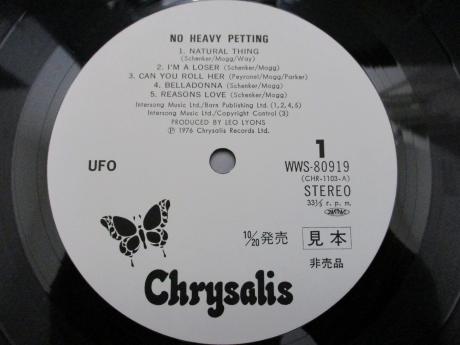 NO HEAVY PETTING
1. NATURAL THING
(Schenker/Mogg/Way)
2. I'M A LOSER (Schenker/Mogg)
3. CAN YOU ROLL HER (Peyronel/Mogg/Parker)
4. BELLADONNA (Schenker/Mogg)
5. REASONS LOVE (Schenker/Mogg)
Intersong Music Ltd./Barn Publishing Ltd. (1,2,4,5)
Intersong Music Ltd./Copyright Control (3)
PRODUCED BY LEO LYONS
Ⓟ 1976 Chrysalis Records Ltd.
UFO
1
WWS-80919
(CHR-1103-A)
STEREO
33⅓ r. p. m.
10/20発売 見本
非売品
Chrysalis